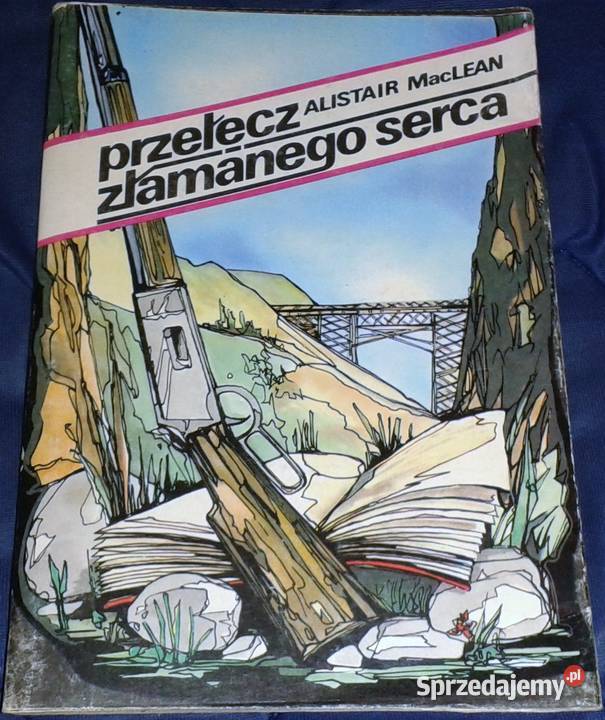 ALISTAIR MacLEAN
przełęcz
złamanego serca
Sprzedajemy.pl